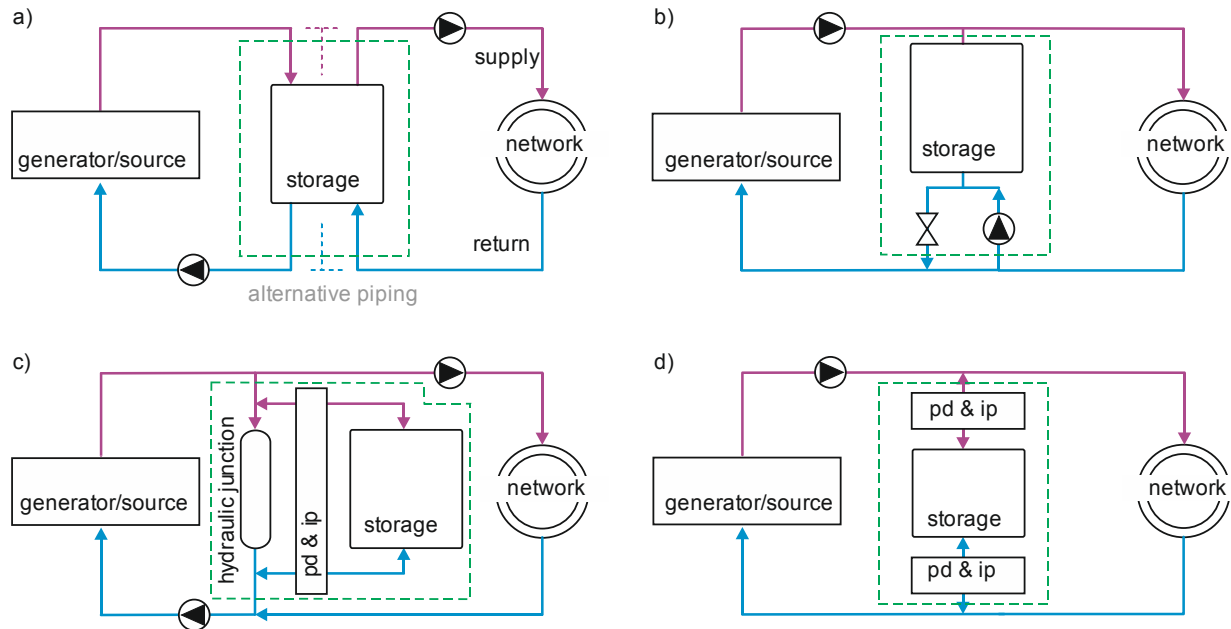 a)
supply
generator/source
storage
network
return
alternative piping
b)
generator/source
storage
network
c)
generator/source
hydraulic junction
pd & ip
storage
network
d)
generator/source
pd & ip
storage
pd & ip
network